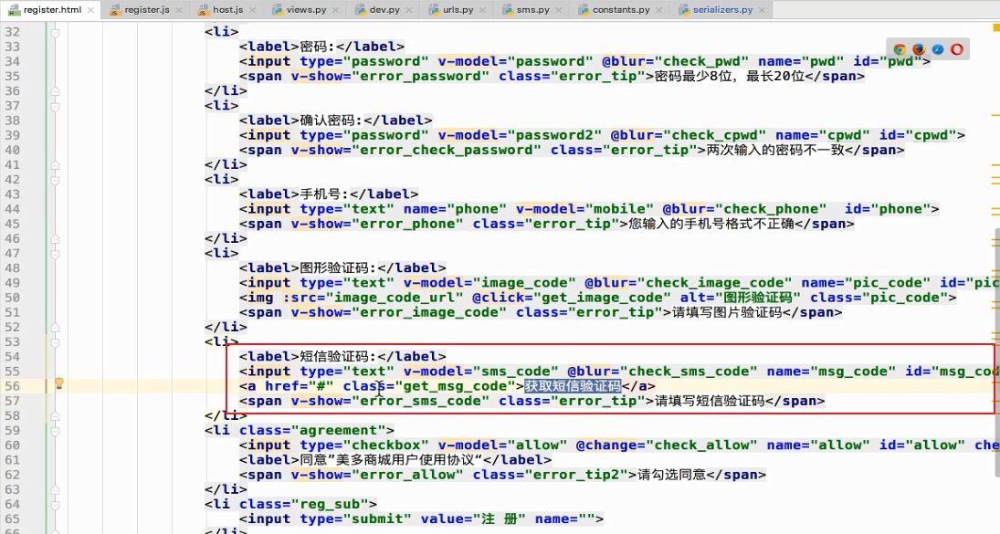 register.html register.js host.js views.py dev.py urls.py sms.py constants.py serializers.py
32 <li>
33 <label>密码:</label>
34 <input type="password" v-model="password" @blur="check_pwd" name="pwd" id="pwd">
35 <span v-show="error_password" class="error_tip">密码最少8位，最长20位</span>
36 </li>
37 <li>
38 <label>确认密码:</label>
39 <input type="password" v-model="password2" @blur="check_cpwd" name="cpwd" id="cpwd">
40 <span v-show="error_check_password" class="error_tip">两次输入的密码不一致</span>
41 </li>
42 <li>
43 <label>手机号:</label>
44 <input type="text" name="phone" v-model="mobile" @blur="check_phone"  id="phone">
45 <span v-show="error_phone" class="error_tip">您输入的手机号格式不正确</span>
46 </li>
47 <li>
48 <label>图形验证码:</label>
49 <input type="text" v-model="image_code" @blur="check_image_code" name="pic_code" id="pic
50 <img :src="image_code_url" @click="get_image_code" alt="图形验证码" class="pic_code">
51 <span v-show="error_image_code" class="error_tip">请填写图片验证码</span>
52 </li>
53 <li>
54 <label>短信验证码:</label>
55 <input type="text" v-model="sms_code" @blur="check_sms_code" name="msg_code" id="msg_cod
56 <a href="#" class="get_msg_code">获取短信验证码</a>
57 <span v-show="error_sms_code" class="error_tip">请填写短信验证码</span>
58 </li>
59 <li class="agreement">
60 <input type="checkbox" v-model="allow" @change="check_allow" name="allow" id="allow" che
61 <label>同意”美多商城用户使用协议“</label>
62 <span v-show="error_allow" class="error_tip2">请勾选同意</span>
63 </li>
64 <li class="reg_sub">
65 <input type="submit" value="注 册" name="">
66 </li>